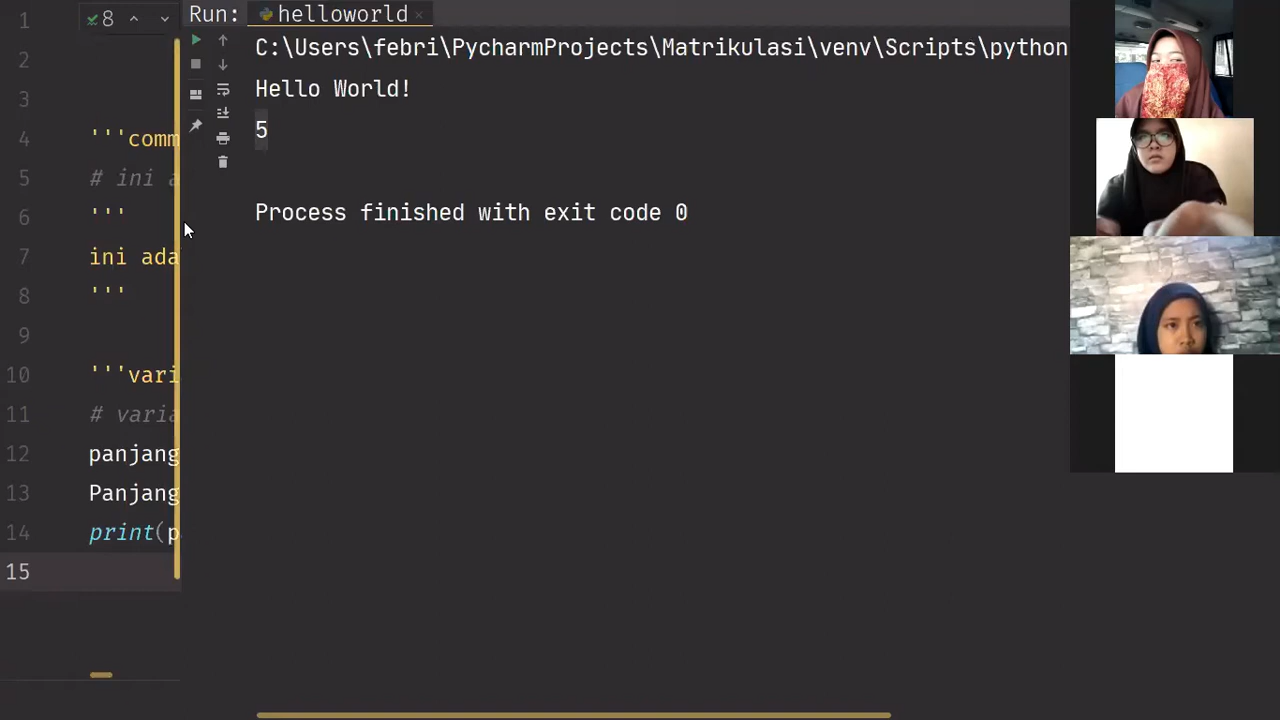 Run: helloworld
8
C:\Users\febri\PycharmProjects\Matrikulasi\venv\Scripts\python
Hello World!
5
Process finished with exit code 0
1
2
3
4 '''comm
5 # ini a
6 '''
7 ini ada
8 '''
9
10 '''vari
11 # varia
12 panjang
13 Panjang
14 print(p
15